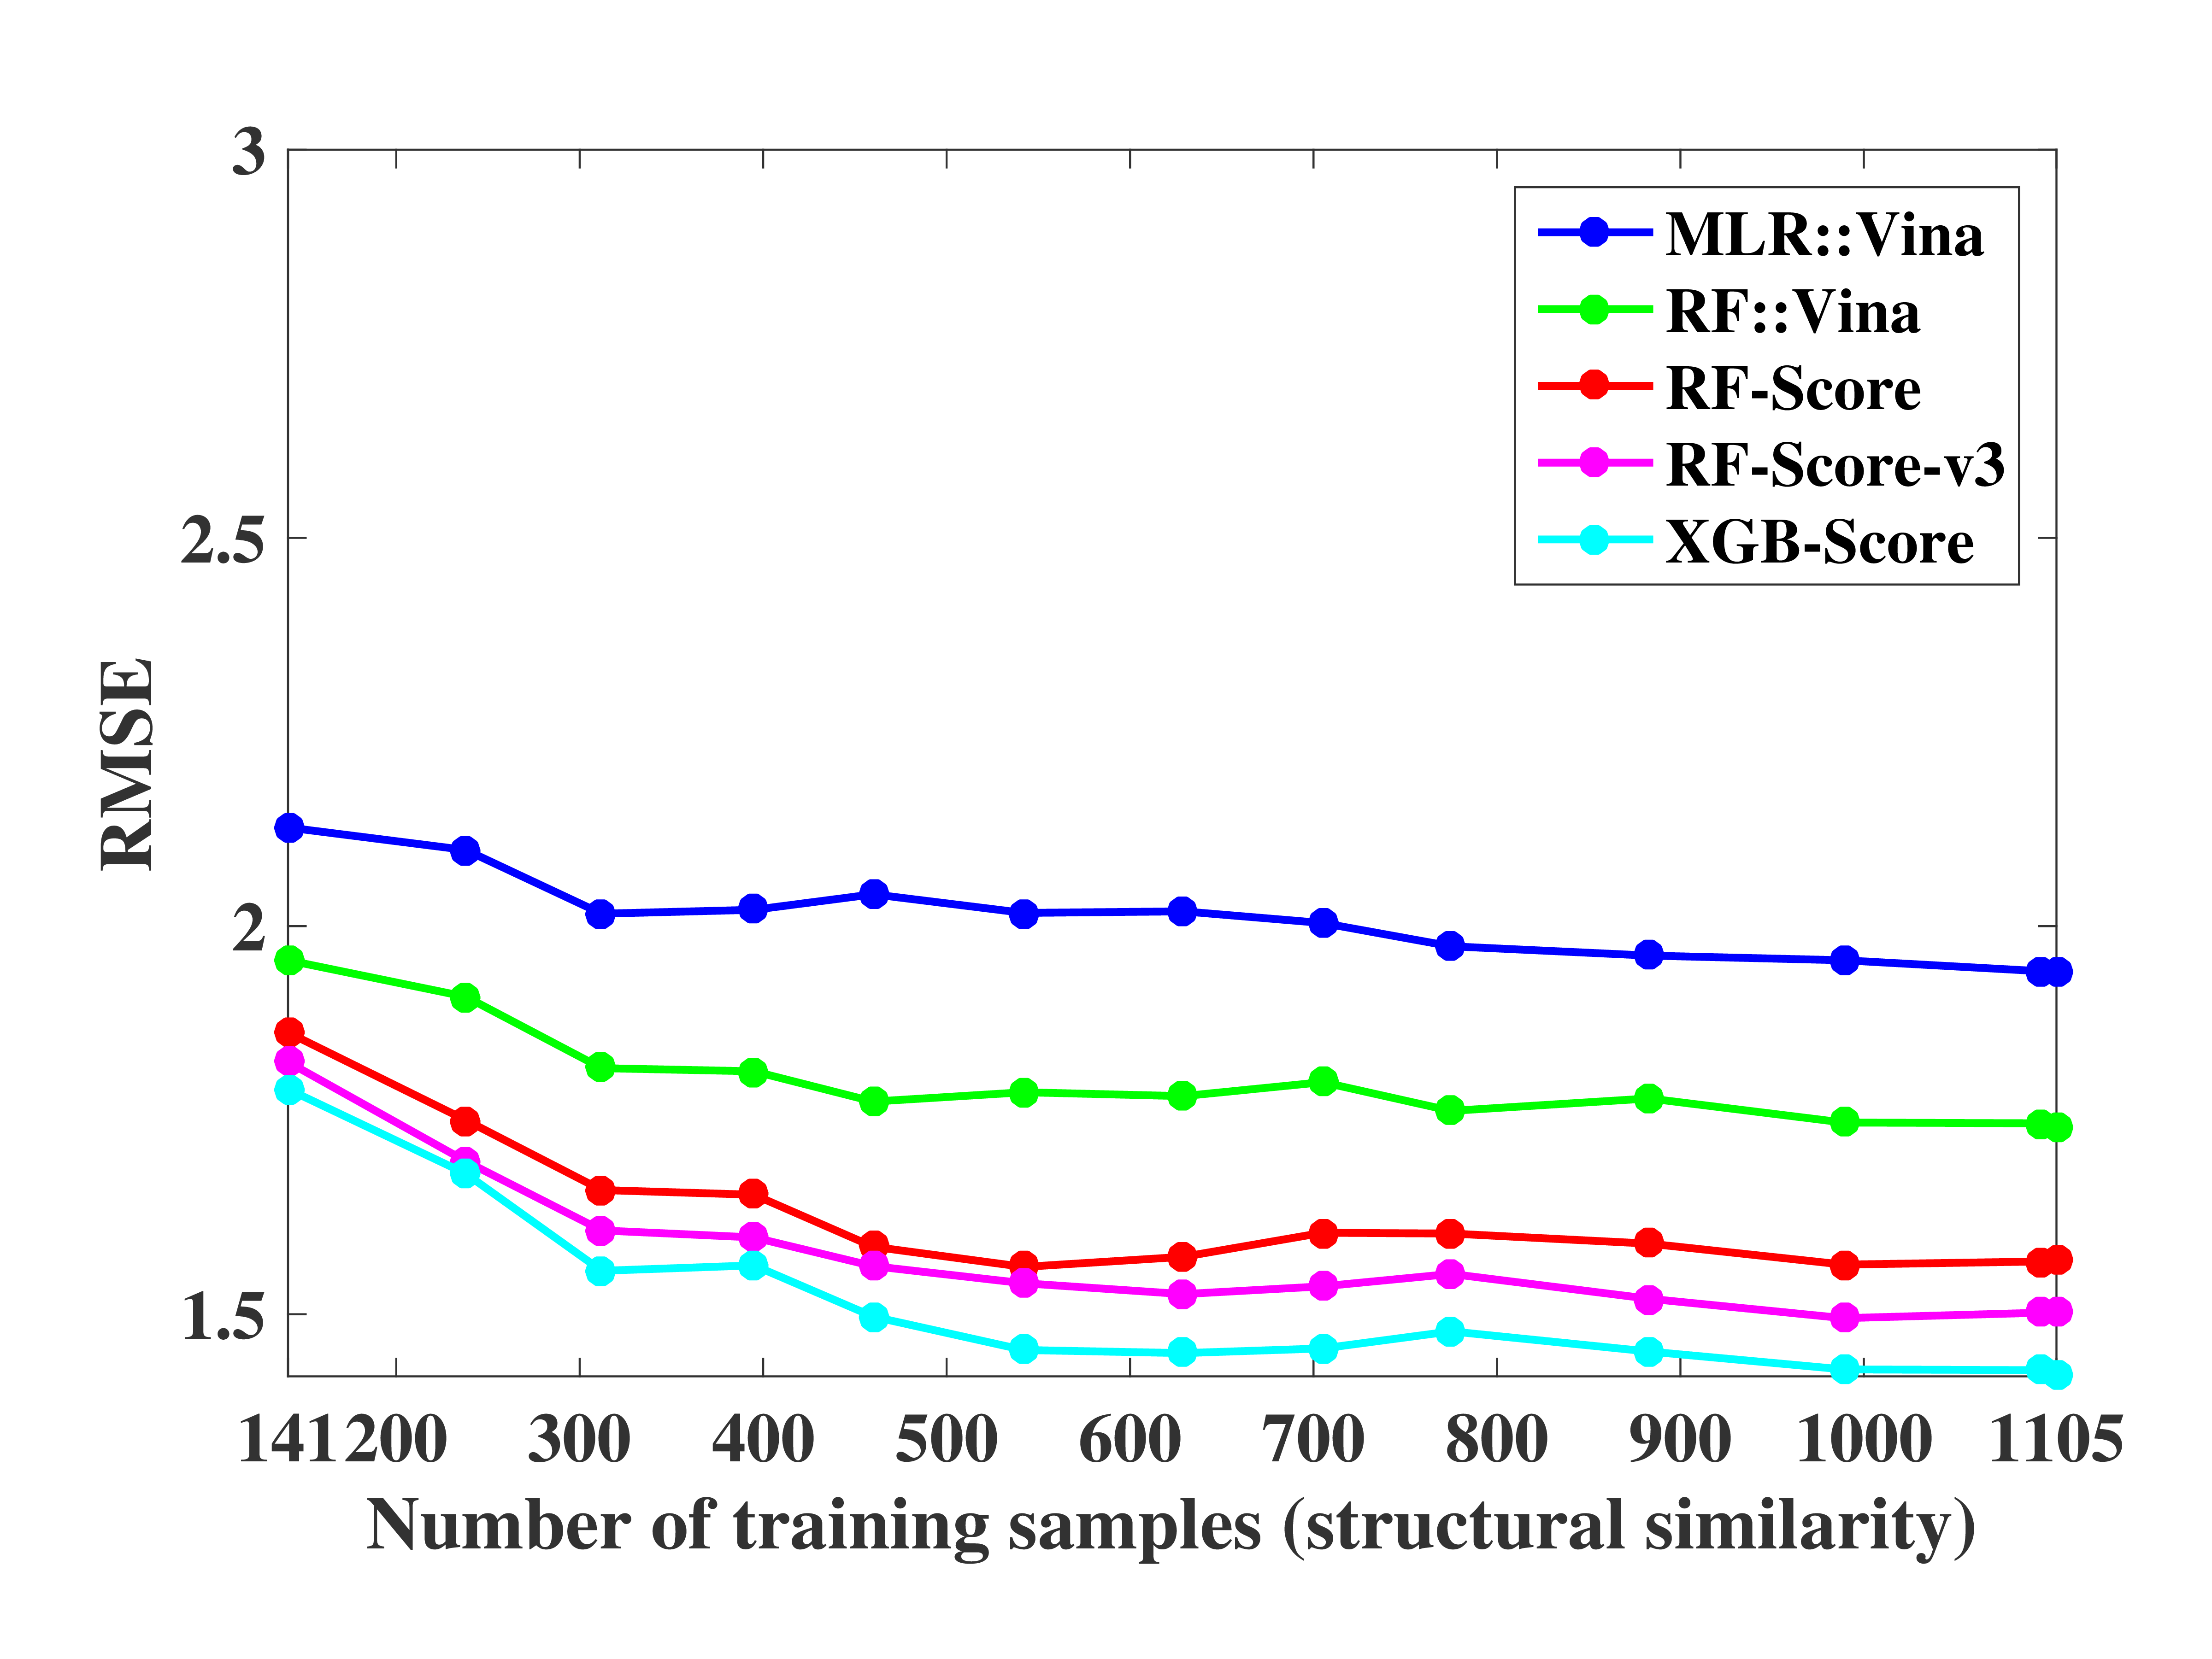 3
2.5
2
1.5
RMSE
MLR::Vina
RF::Vina
RF-Score
RF-Score-v3
XGB-Score
141 200 300 400 500 600 700 800 900 1000 1105
Number of training samples (structural similarity)